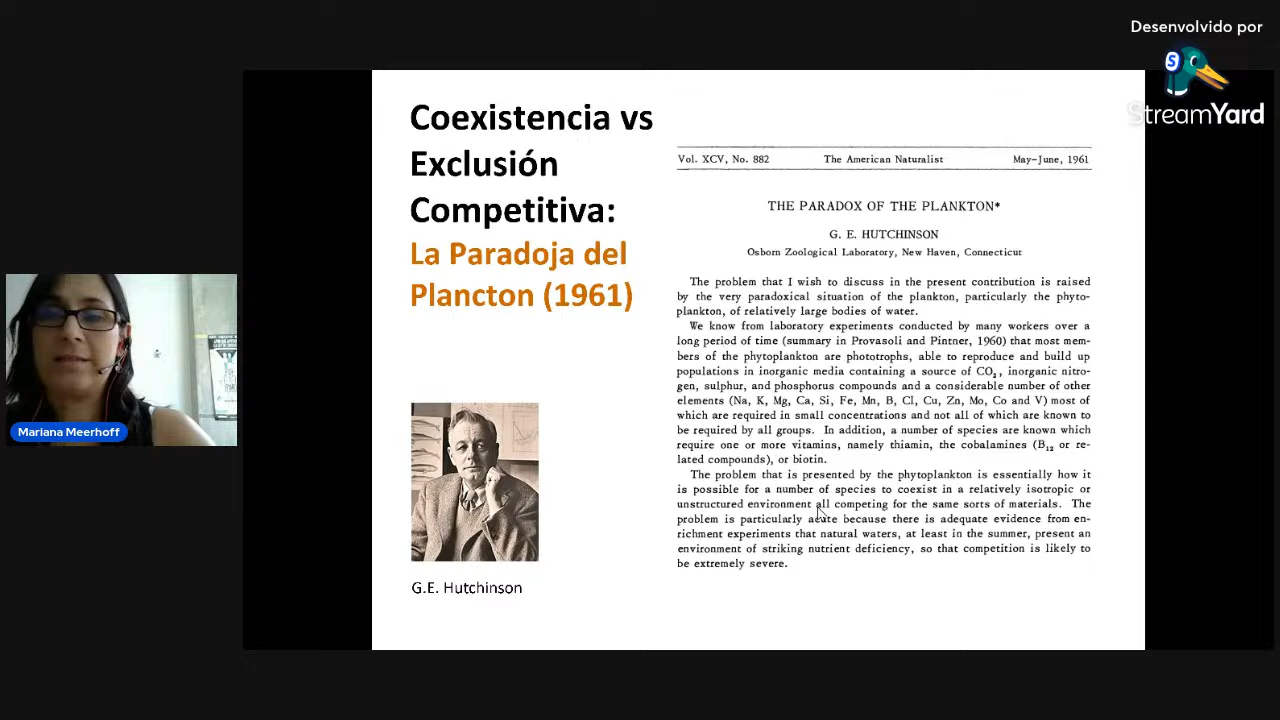 Desenvolvido por
StreamYard
Coexistencia vs
Exclusión
Competitiva:
La Paradoja del
Plancton (1961)
Vol. XCV, No. 882 The American Naturalist May-June, 1961
THE PARADOX OF THE PLANKTON*
G. E. HUTCHINSON
Osborn Zoological Laboratory, New Haven, Connecticut
The problem that I wish to discuss in the present contribution is raised
by the very paradoxical situation of the plankton, particularly the phyto-
plankton, of relatively large bodies of water.
We know from laboratory experiments conducted by many workers over a
long period of time (summary in Provasoli and Pintner, 1960) that most mem-
bers of the phytoplankton are phototrophs, able to reproduce and build up
populations in inorganic media containing a source of CO₂, inorganic nitro-
gen, sulphur, and phosphorus compounds and a considerable number of other
elements (Na, K, Mg, Ca, Si, Fe, Mn, B, Cl, Cu, Zn, Mo, Co and V) most of
which are required in small concentrations and not all of which are known to
be required by all groups. In addition, a number of species are known which
require one or more vitamins, namely thiamin, the cobalamines (B₁₂ or re-
lated compounds), or biotin.
The problem that is presented by the phytoplankton is essentially how it
is possible for a number of species to coexist in a relatively isotropic or
unstructured environment all competing for the same sorts of materials. The
problem is particularly acute because there is adequate evidence from en-
richment experiments that natural waters, at least in the summer, present an
environment of striking nutrient deficiency, so that competition is likely to
be extremely severe.
G.E. Hutchinson
Mariana Meerhoff